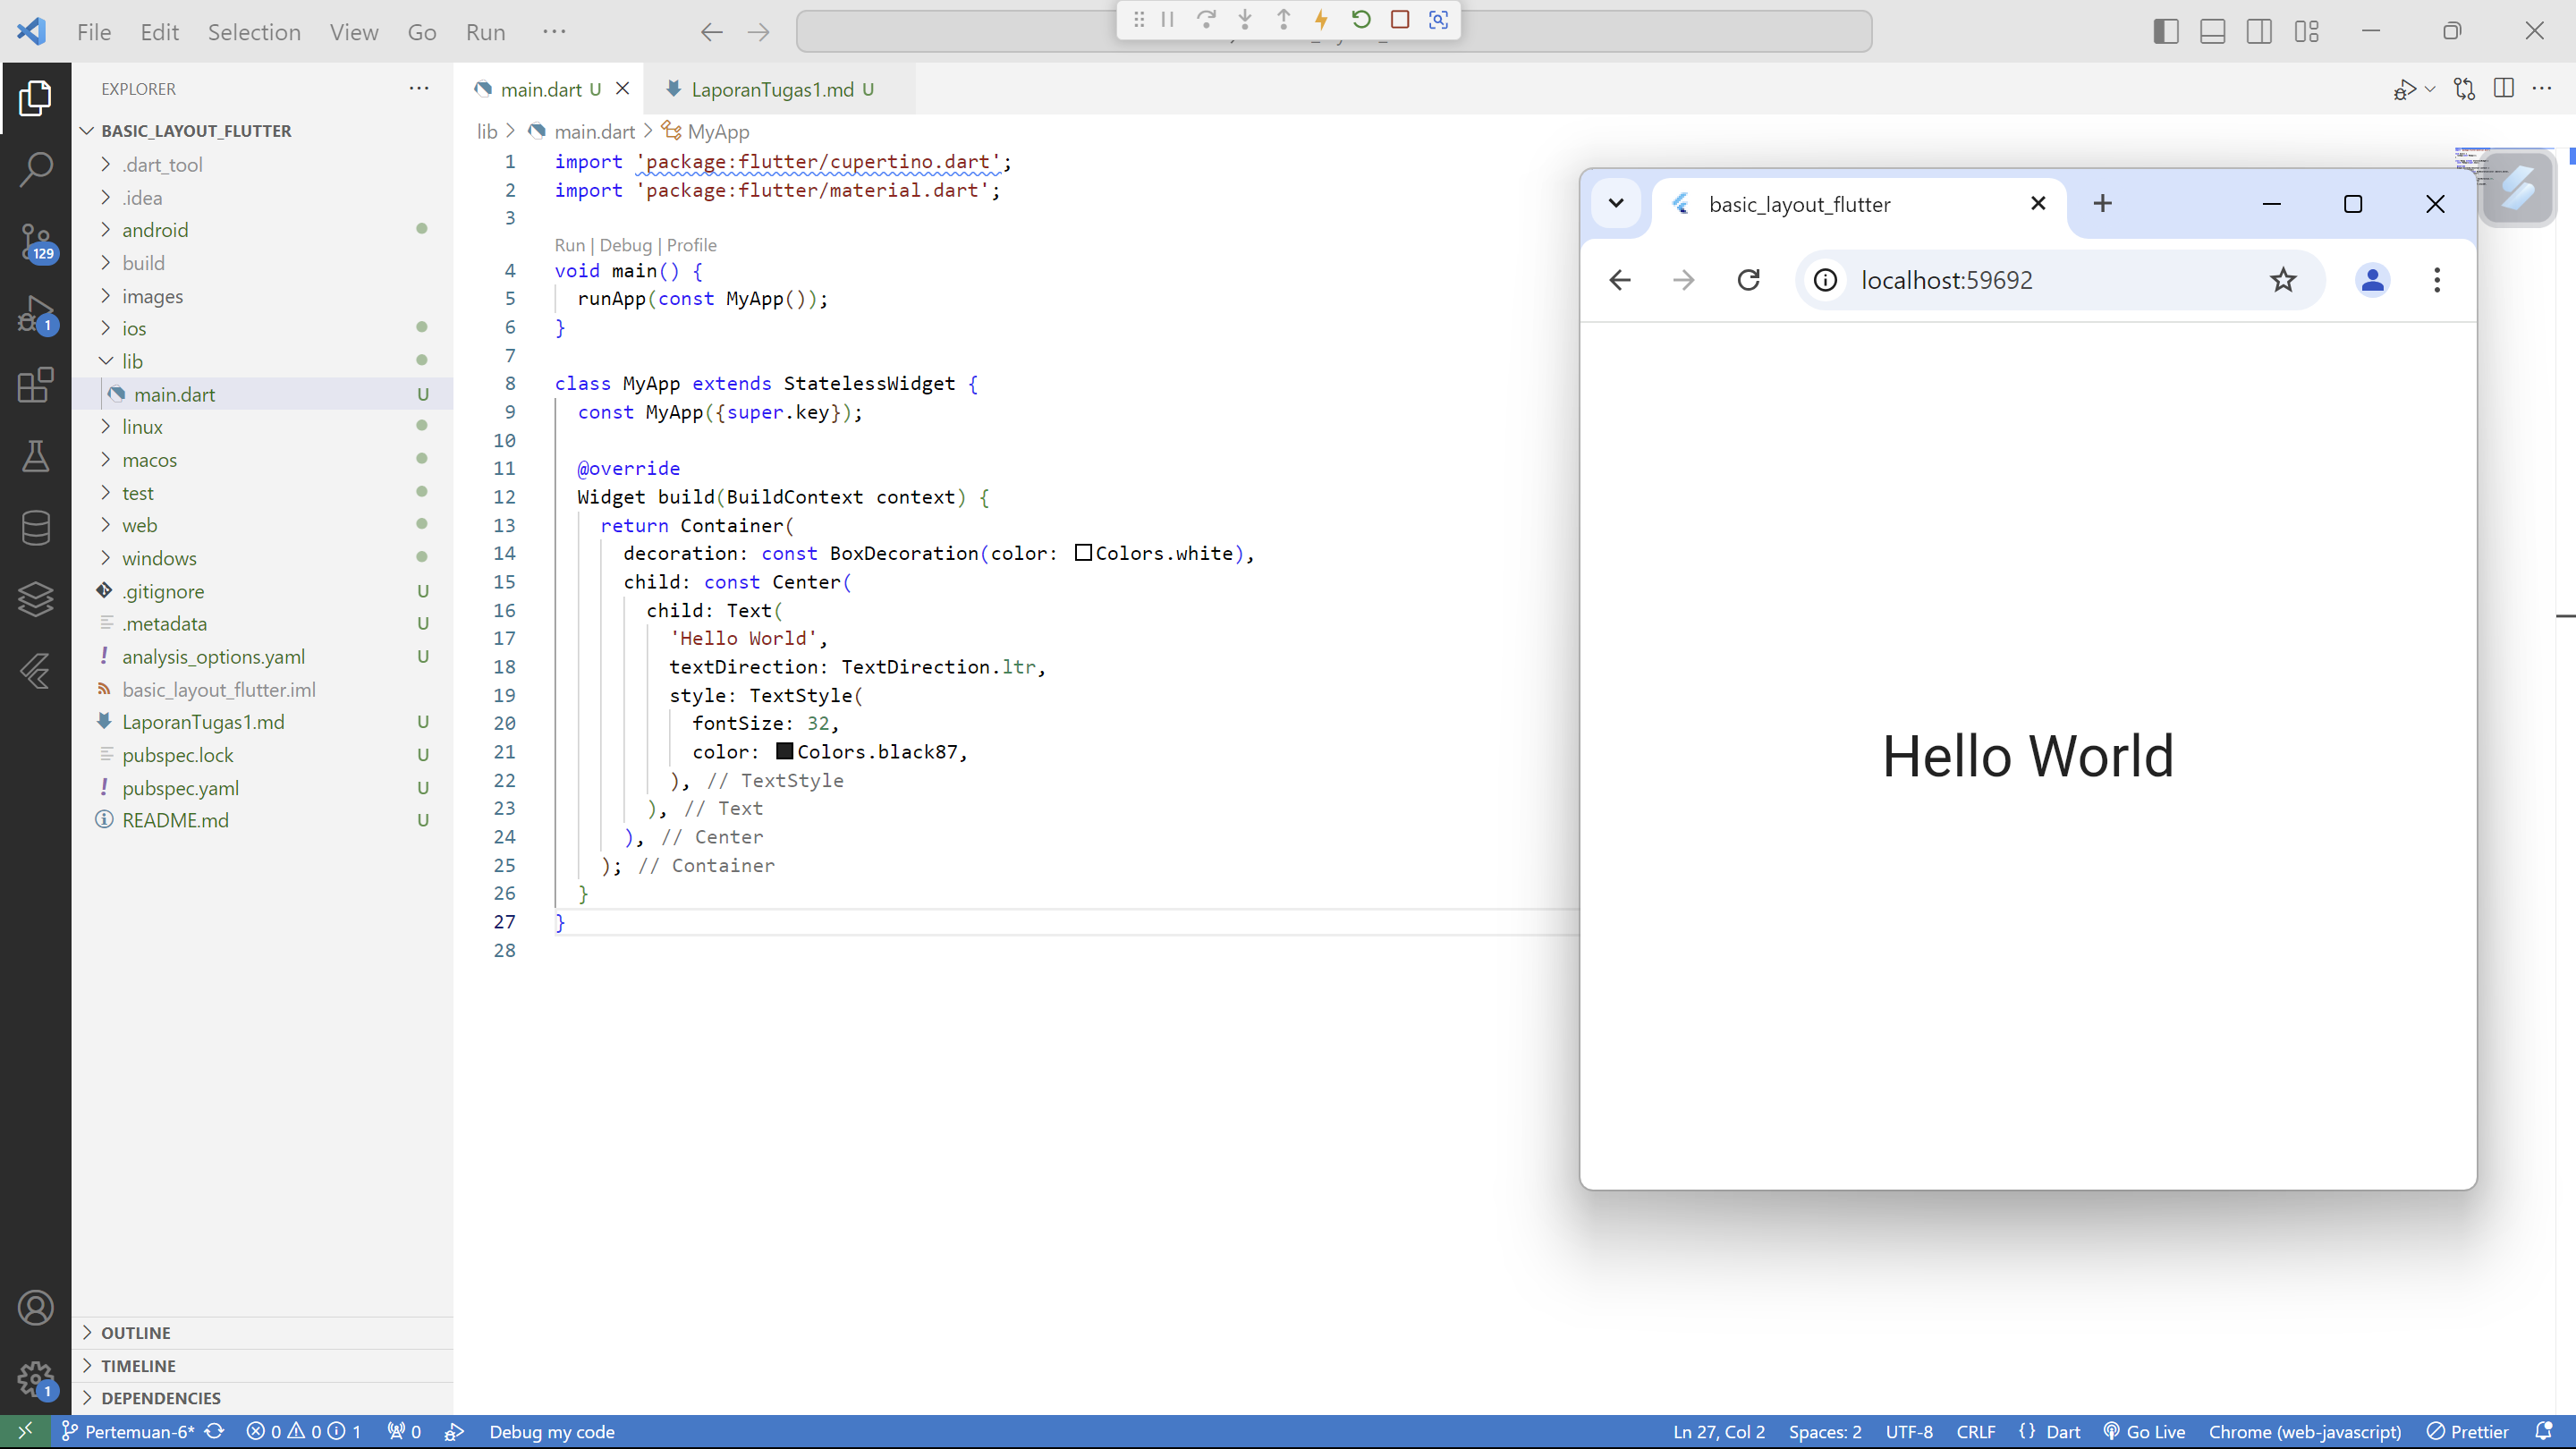 File Edit Selection View Go Run
EXPLORER
BASIC_LAYOUT_FLUTTER
.dart_tool
.idea
android
build
images
ios
lib
main.dart U
linux
macos
test
web
windows
.gitignore U
.metadata U
analysis_options.yaml U
basic_layout_flutter.iml
LaporanTugas1.md U
pubspec.lock U
pubspec.yaml U
README.md U
OUTLINE
TIMELINE
DEPENDENCIES
129
1
1
main.dart U
LaporanTugas1.md U
lib > main.dart > MyApp
1 import 'package:flutter/cupertino.dart';
2 import 'package:flutter/material.dart';
3
Run | Debug | Profile
4 void main() {
5 runApp(const MyApp());
6 }
7
8 class MyApp extends StatelessWidget {
9 const MyApp({super.key});
10
11 @override
12 Widget build(BuildContext context) {
13 return Container(
14 decoration: const BoxDecoration(color: Colors.white),
15 child: const Center(
16 child: Text(
17 'Hello World',
18 textDirection: TextDirection.ltr,
19 style: TextStyle(
20 fontSize: 32,
21 color: Colors.black87,
22 ), // TextStyle
23 ), // Text
24 ), // Center
25 ); // Container
26 }
27 }
28
basic_layout_flutter
localhost:59692
Hello World
Pertemuan-6* 0 0 1 0 Debug my code
Ln 27, Col 2 Spaces: 2 UTF-8 CRLF {} Dart Go Live Chrome (web-javascript) Prettier